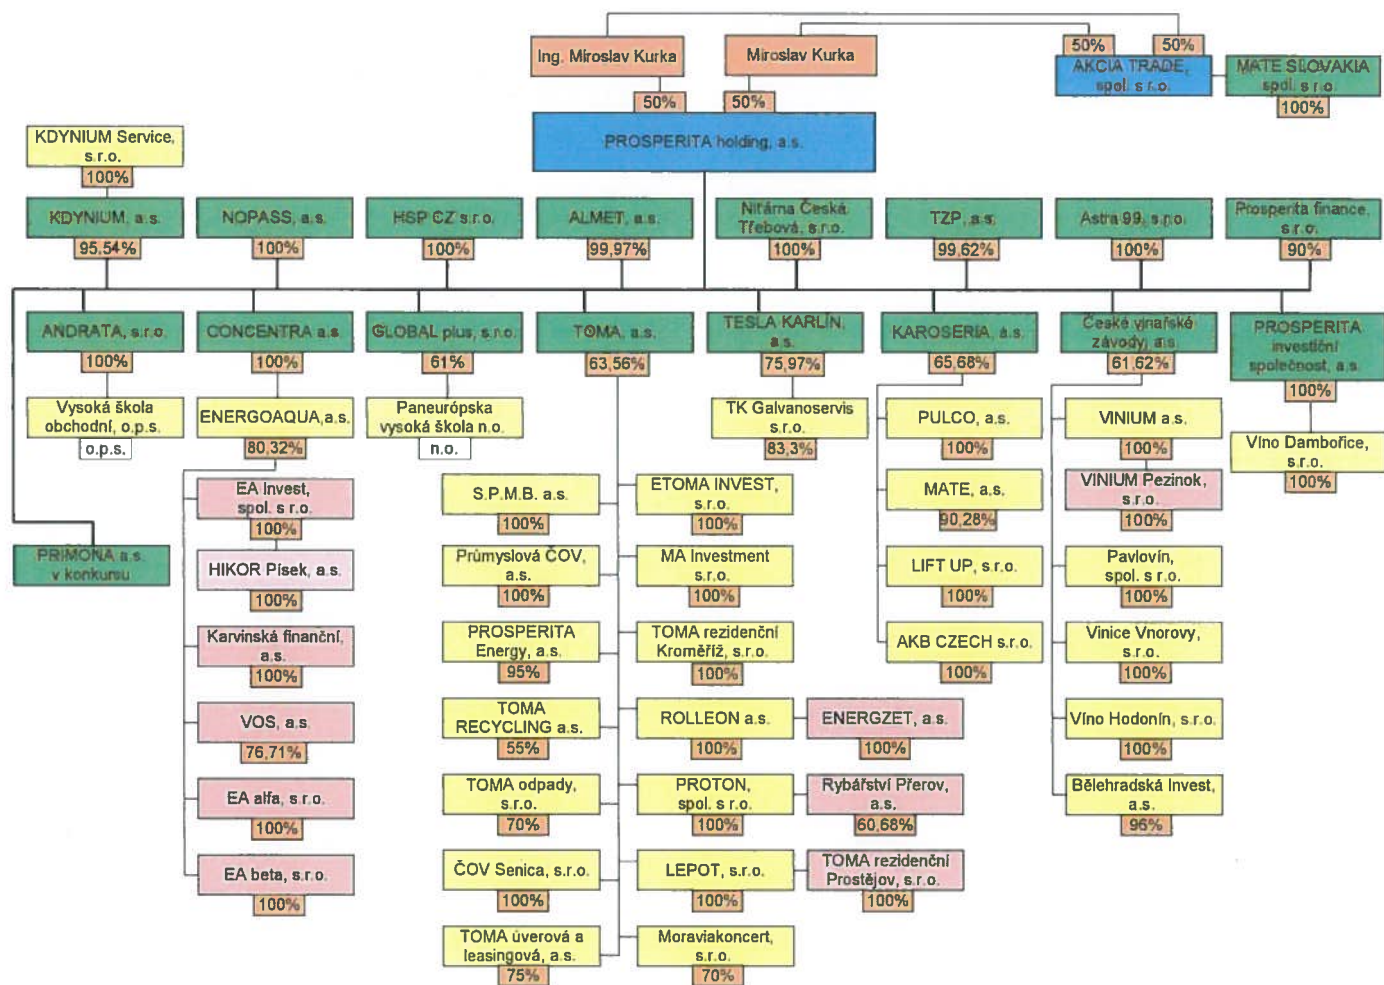 50%
50%
Ing. Miroslav Kurka
Miroslav Kurka
AKCIA TRADE,
spol. s r.o.
MATE SLOVAKIA
spol. s r.o.
100%
50%
50%
PROSPERITA holding, a.s.
KDYNIUM Service,
s.r.o.
100%
KDYNIUM, a.s.
95,54%
NOPASS, a.s.
100%
HSP CZ s.r.o.
100%
ALMET, a.s.
99,97%
Nitárna Česká
Třebová, s.r.o.
100%
TZP, a.s.
99,62%
Astra 99, s.r.o.
100%
Prosperita finance,
s.r.o.
90%
ANDRATA, s.r.o.
100%
CONCENTRA a.s.
100%
GLOBAL plus, s.r.o.
61%
TOMA, a.s.
63,56%
TESLA KARLÍN,
a.s.
75,97%
KAROSERIA, a.s.
65,68%
České vinařské
závody, a.s.
61,62%
PROSPERITA
investiční
společnost, a.s.
100%
Vysoká škola
obchodní, o.p.s.
o.p.s.
ENERGOAQUA,a.s.
80,32%
Paneurópska
vysoká škola n.o.
n.o.
TK Galvanoservis
s.r.o.
83,3%
PULCO, a.s.
100%
VINIUM a.s.
100%
Víno Dambořice,
s.r.o.
100%
EA Invest,
spol. s r.o.
100%
S.P.M.B. a.s.
100%
ETOMA INVEST,
s.r.o.
100%
MATE, a.s.
90,28%
VINIUM Pezinok,
s.r.o.
100%
PRIMONA a.s.
v konkursu
HIKOR Písek, a.s.
100%
Průmyslová ČOV,
a.s.
100%
MA Investment
s.r.o.
100%
LIFT UP, s.r.o.
100%
Pavlovín,
spol. s r.o.
100%
Karvinská finanční,
a.s.
100%
PROSPERITA
Energy, a.s.
95%
TOMA rezidenční
Kroměříž, s.r.o.
100%
AKB CZECH s.r.o.
100%
Vinice Vnorovy,
s.r.o.
100%
VOS, a.s.
76,71%
TOMA
RECYCLING a.s.
55%
ROLLEON a.s.
100%
ENERGZET, a.s.
100%
Víno Hodonín, s.r.o.
100%
EA alfa, s.r.o.
100%
TOMA odpady,
s.r.o.
70%
PROTON,
spol. s r.o.
100%
Rybářství Přerov,
a.s.
60,68%
Bělehradská Invest,
a.s.
96%
EA beta, s.r.o.
100%
ČOV Senica, s.r.o.
100%
LEPOT, s.r.o.
100%
TOMA rezidenční
Prostějov, s.r.o.
100%
TOMA úverová a
leasingová, a.s.
75%
Moraviakoncert,
s.r.o.
70%